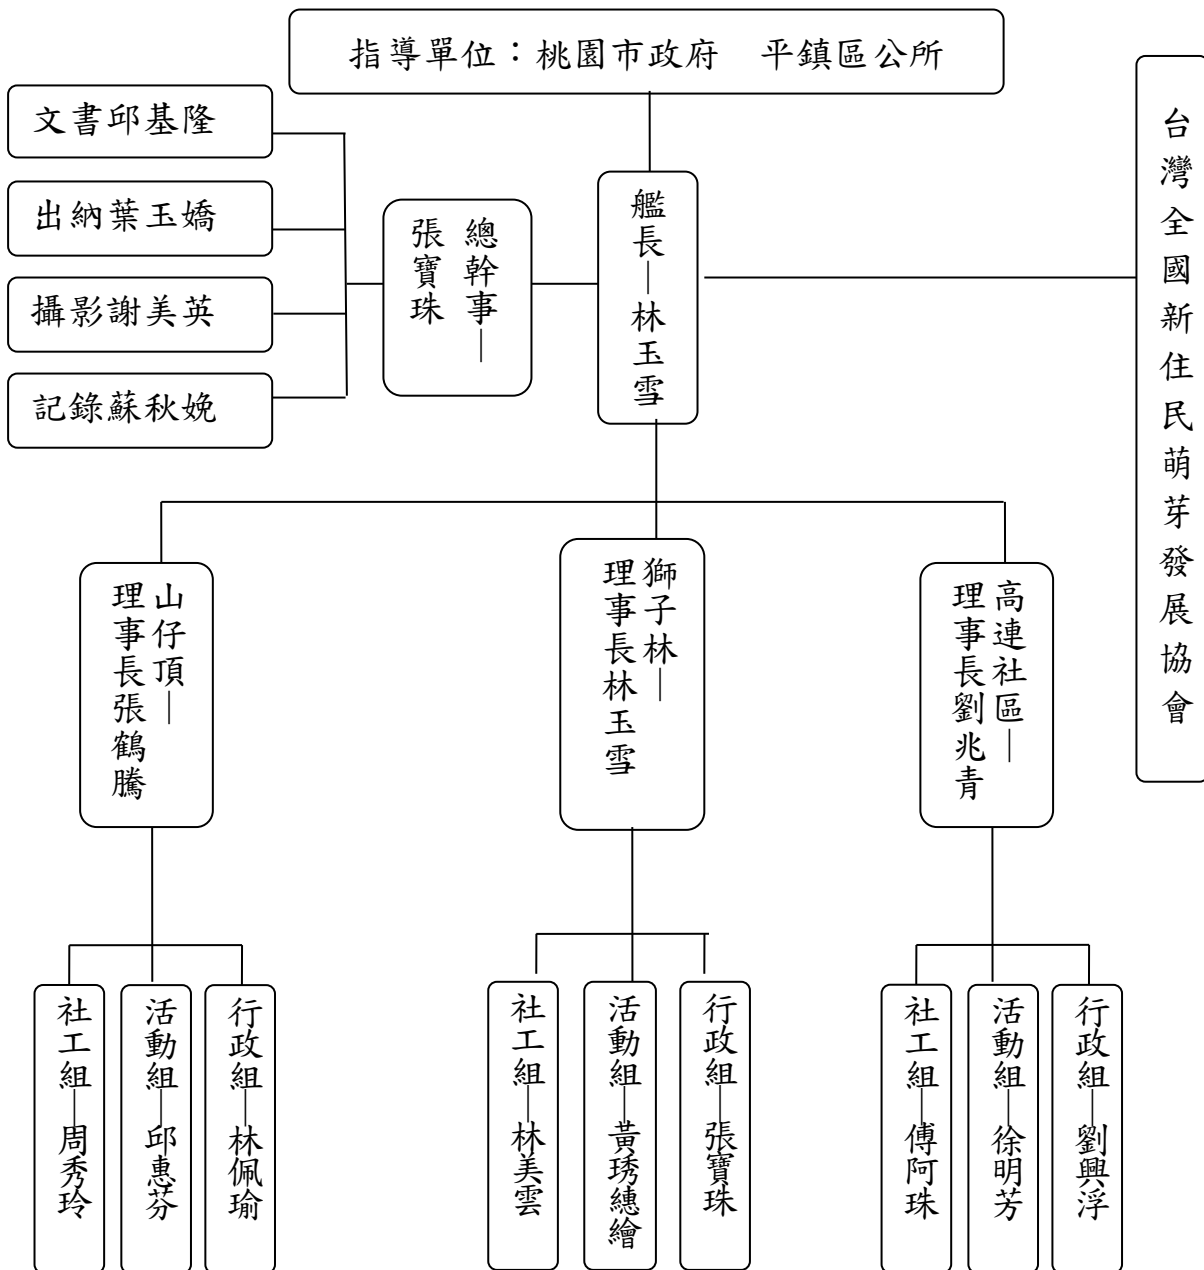 指導單位：桃園市政府　平鎮區公所
文書邱基隆
出納葉玉嬌
攝影謝美英
記錄蘇秋娩
總幹事—
張寶珠
艦長—林玉雪
台灣全國新住民萌芽發展協會
山仔頂—
理事長張鶴騰
獅子林—
理事長林玉雪
高連社區—
理事長劉兆青
社工組—周秀玲
活動組—邱惠芬
行政組—林佩瑜
社工組—林美雲
活動組—黃琇繐繪
行政組—張寶珠
社工組—傅阿珠
活動組—徐明芳
行政組—劉興浮